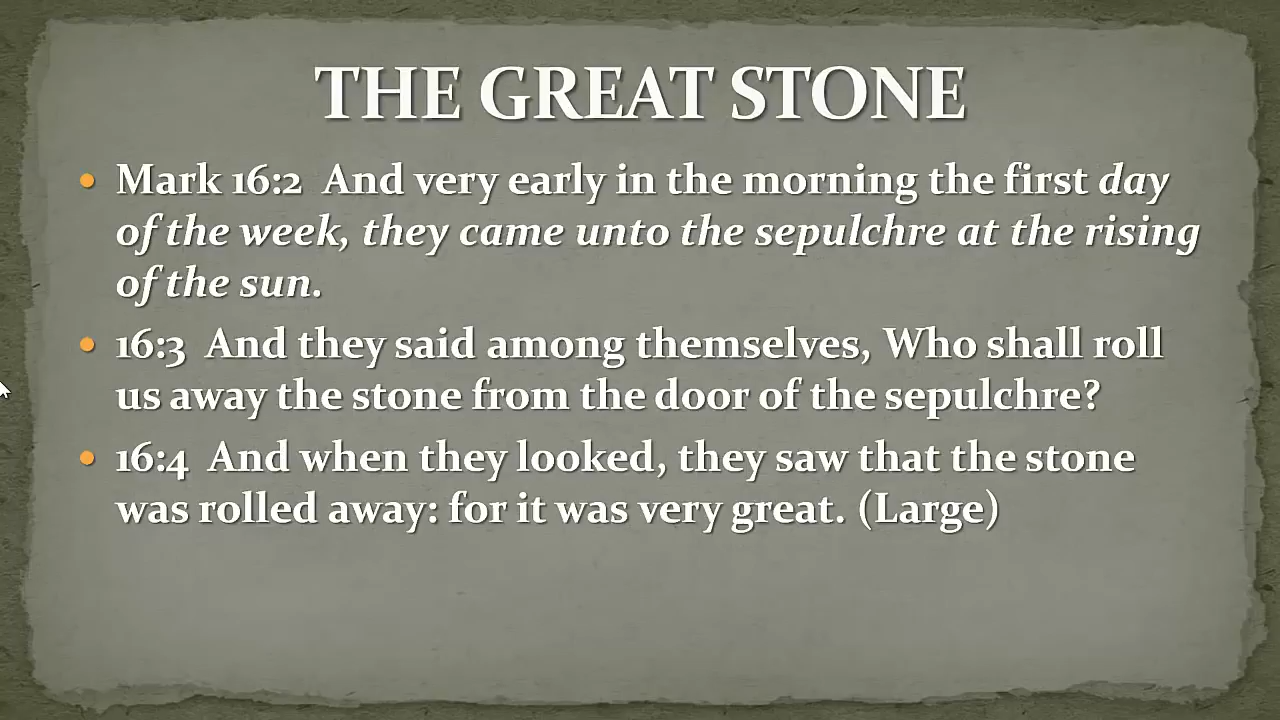 THE GREAT STONE
• Mark 16:2  And very early in the morning the first day
of the week, they came unto the sepulchre at the rising
of the sun.
• 16:3  And they said among themselves, Who shall roll
us away the stone from the door of the sepulchre?
• 16:4  And when they looked, they saw that the stone
was rolled away: for it was very great. (Large)